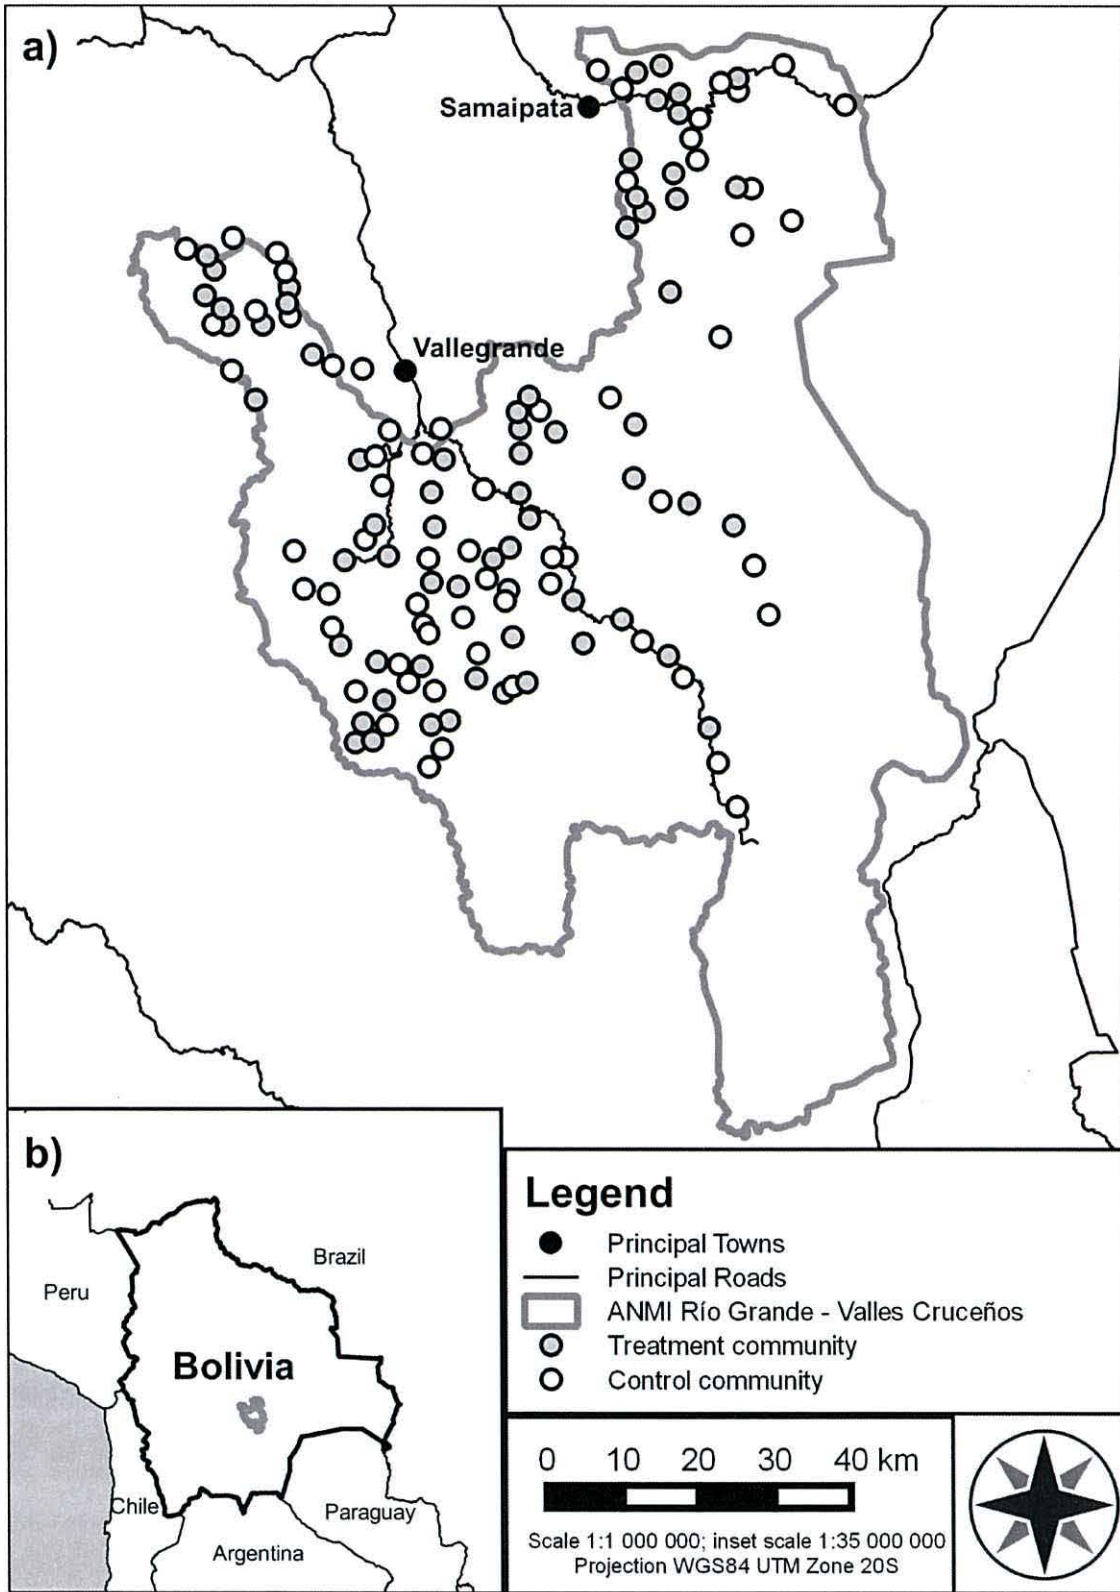 a)
Samaipata
Vallegrande
b)
Brazil
Peru
Bolivia
Chile
Paraguay
Argentina
Legend
Principal Towns
Principal Roads
ANMI Río Grande - Valles Cruceños
Treatment community
Control community
0 10 20 30 40 km
Scale 1:1 000 000; inset scale 1:35 000 000
Projection WGS84 UTM Zone 20S